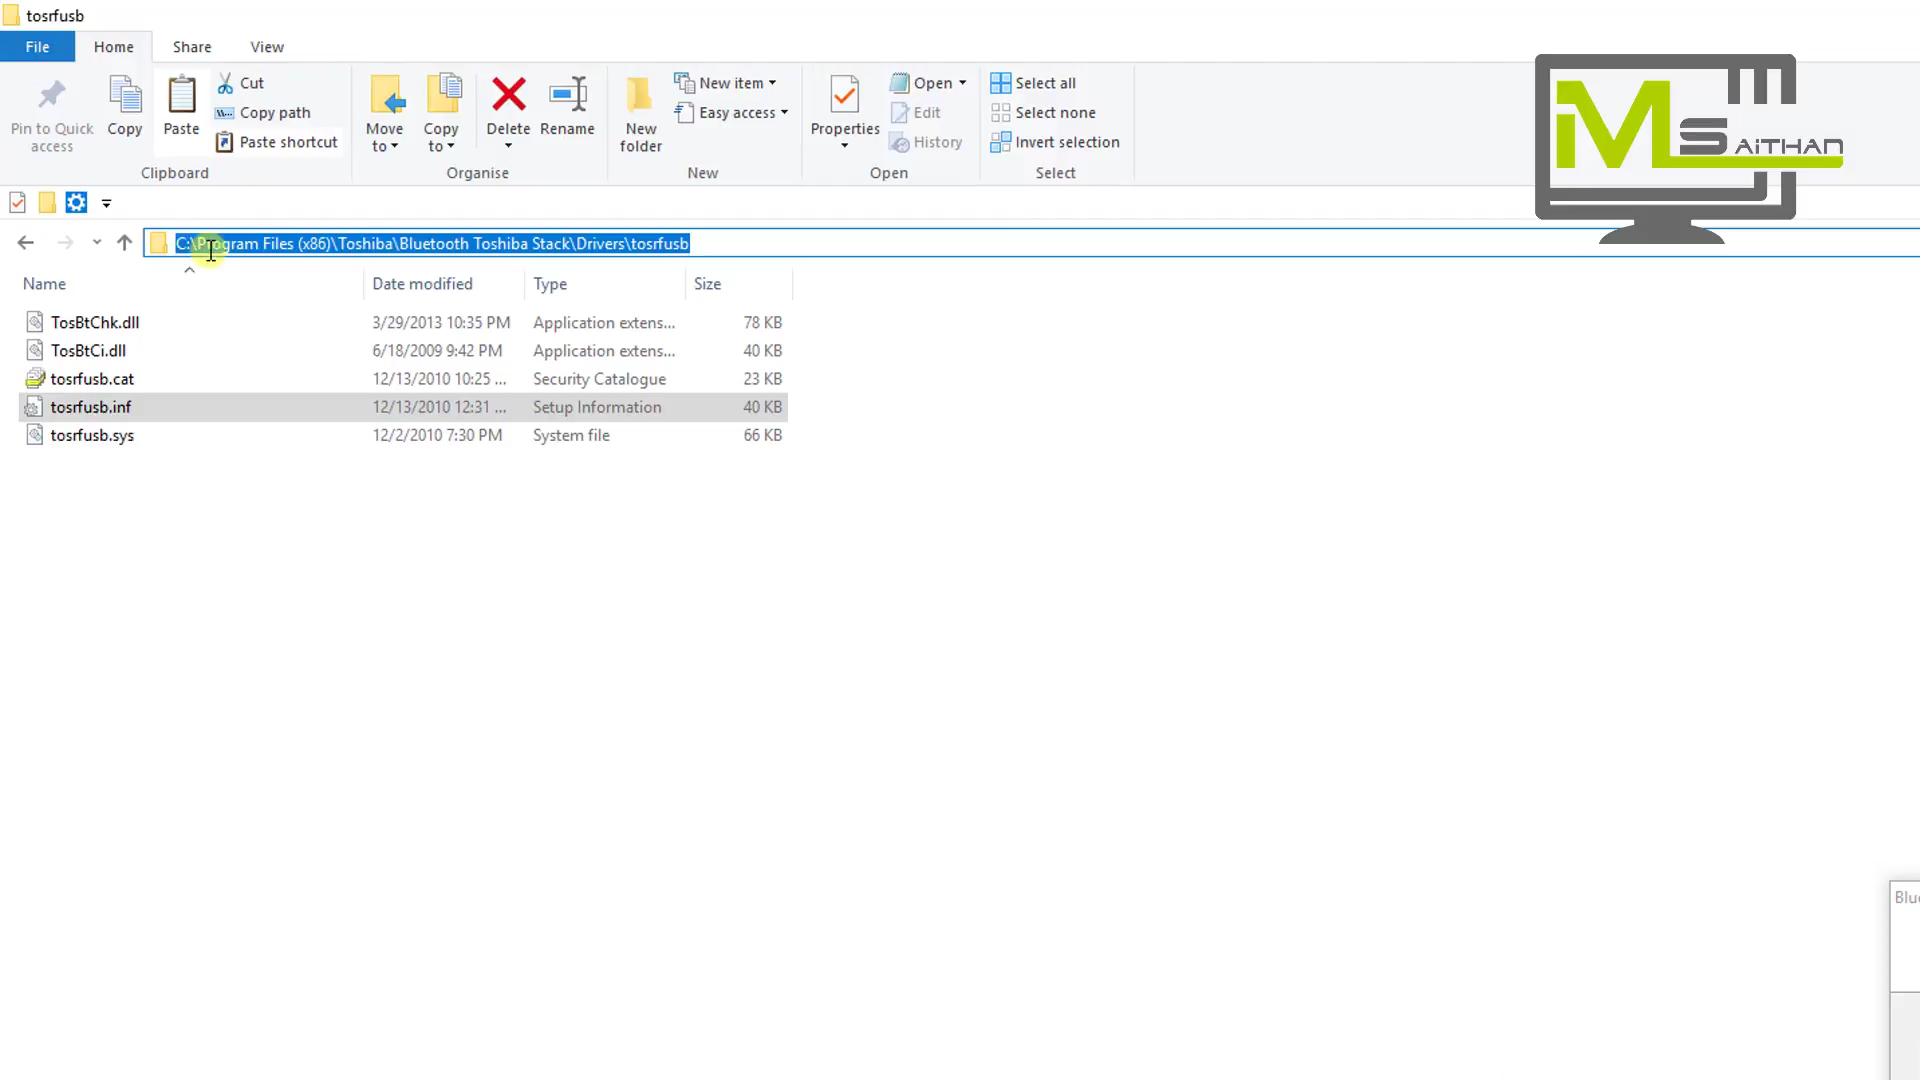 tosrfusb
File Home Share View
Pin to Quick access
Copy
Paste
Cut
Copy path
Paste shortcut
Clipboard
Move to
Copy to
Delete
Rename
Organise
New folder
New item
Easy access
New
Properties
Open
Edit
History
Open
Select all
Select none
Invert selection
Select
iMSAiTHAN
C:\Program Files (x86)\Toshiba\Bluetooth Toshiba Stack\Drivers\tosrfusb
Name Date modified Type Size
TosBtChk.dll 3/29/2013 10:35 PM Application extens... 78 KB
TosBtCi.dll 6/18/2009 9:42 PM Application extens... 40 KB
tosrfusb.cat 12/13/2010 10:25 ... Security Catalogue 23 KB
tosrfusb.inf 12/13/2010 12:31 ... Setup Information 40 KB
tosrfusb.sys 12/2/2010 7:30 PM System file 66 KB